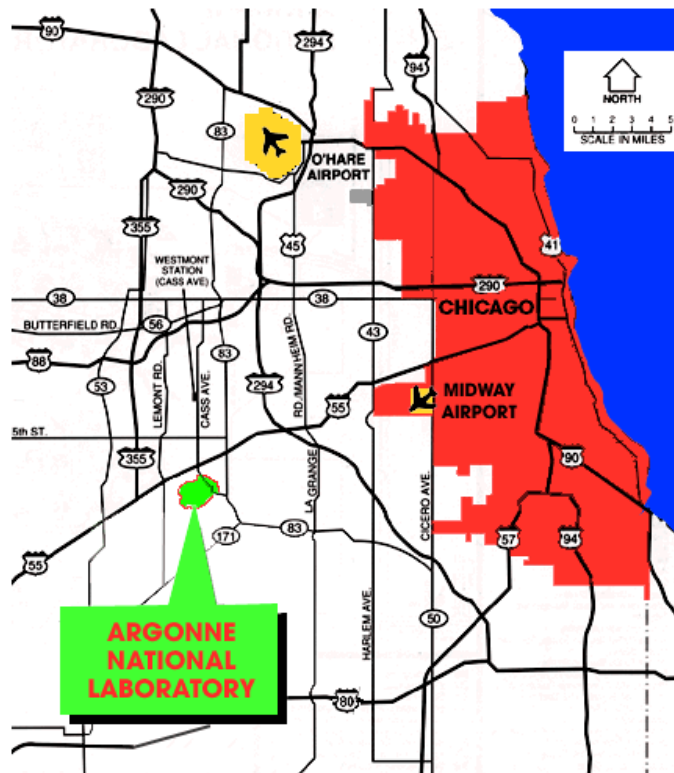 90
294
94
NORTH
0 1 2 3 4 5
SCALE IN MILES
290
83
O'HARE
AIRPORT
290
355
45
41
WESTMONT
STATION
(CASS AVE)
290
38
38
CHICAGO
BUTTERFIELD RD.
56
43
83
88
53
LEMONT RD.
CASS AVE.
RD./MANNHEIM RD.
294
55
MIDWAY
AIRPORT
5th ST.
355
LA GRANGE
CICERO AVE.
90
171
83
57
94
55
HARLEM AVE.
50
ARGONNE
NATIONAL
LABORATORY
80